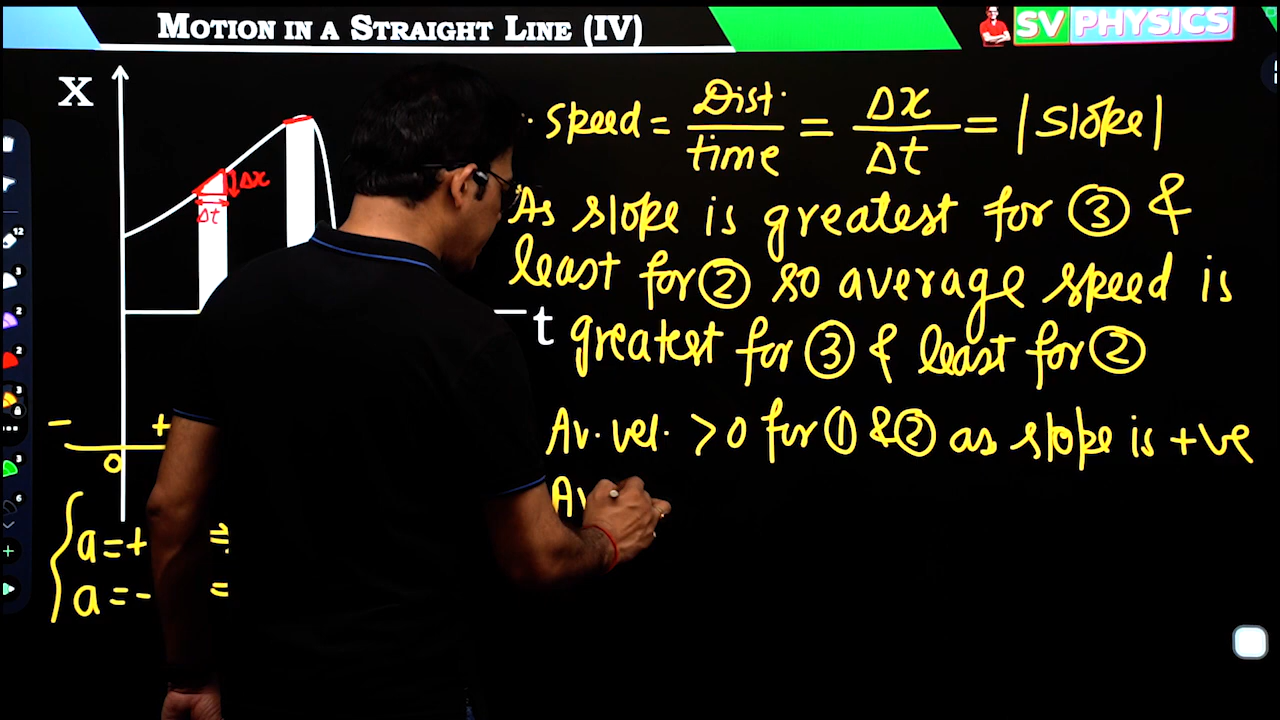 MOTION IN A STRAIGHT LINE (IV)
SV PHYSICS
X
Δx
Δt
t
- +
0
a = +
a = -
· Speed = Dist./time = Δx/Δt = |Slope|
As slope is greatest for ③ &
least for ② so average speed is
greatest for ③ & least for ②
Av. vel. > 0 for ① & ② as slope is +ve
Av